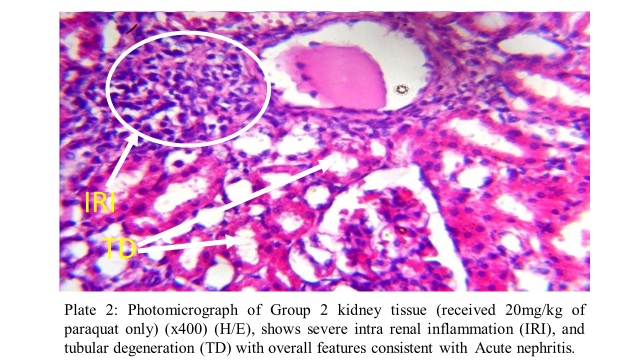 IRI
TD
Plate 2: Photomicrograph of Group 2 kidney tissue (received 20mg/kg of
paraquat only) (x400) (H/E), shows severe intra renal inflammation (IRI), and
tubular degeneration (TD) with overall features consistent with Acute nephritis.